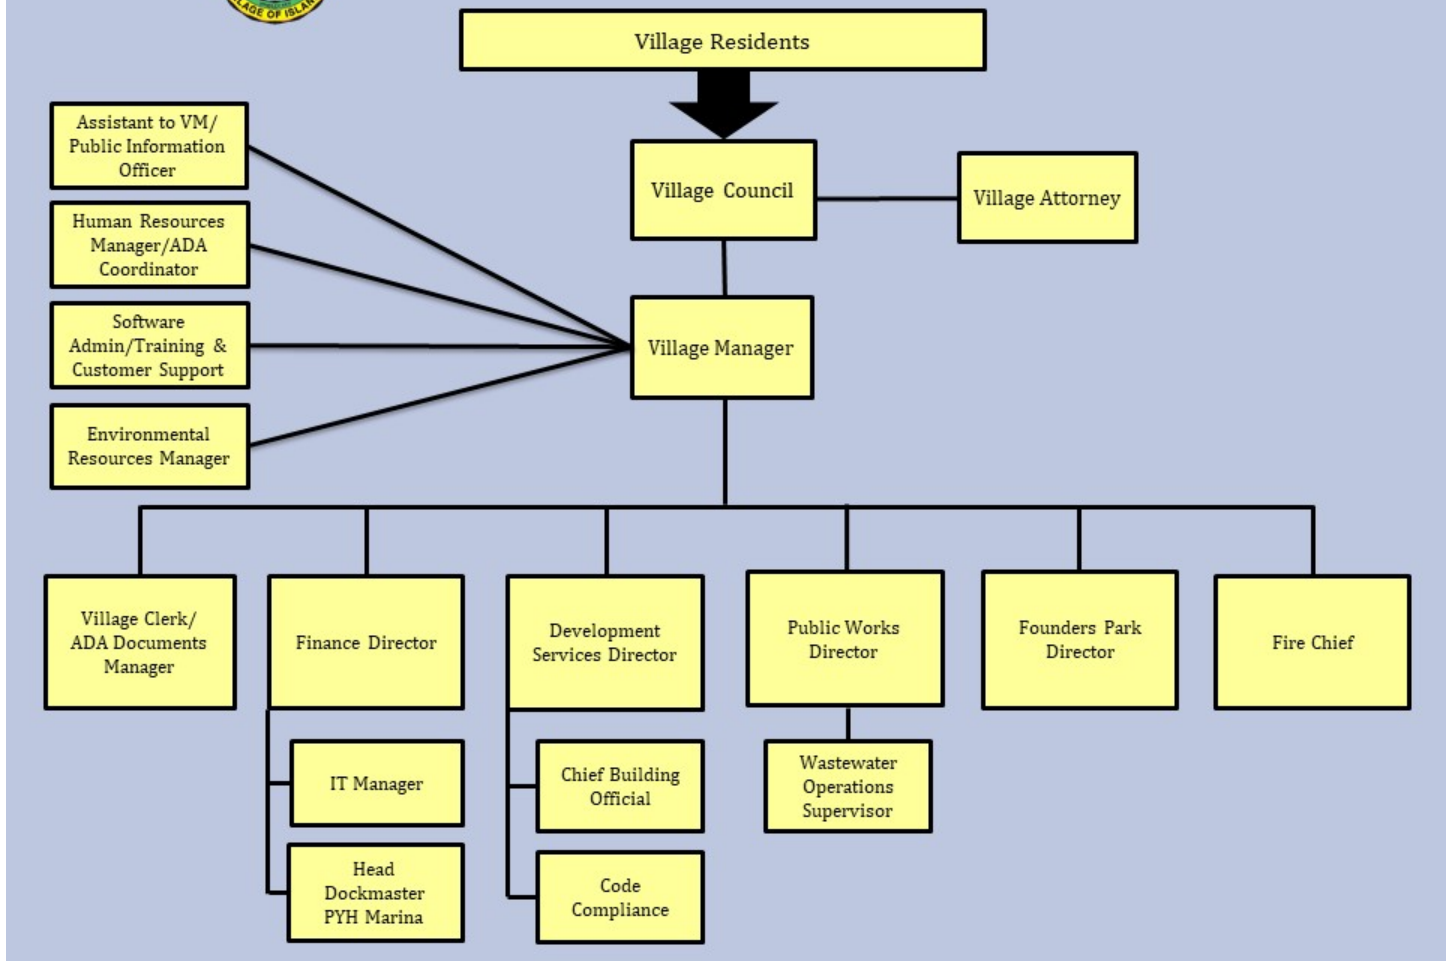 LAGE OF ISLA
Village Residents
Assistant to VM/
Public Information
Officer
Village Council
Village Attorney
Human Resources
Manager/ADA
Coordinator
Software
Admin/Training &
Customer Support
Village Manager
Environmental
Resources Manager
Village Clerk/
ADA Documents
Manager
Finance Director
Development
Services Director
Public Works
Director
Founders Park
Director
Fire Chief
IT Manager
Chief Building
Official
Wastewater
Operations
Supervisor
Head
Dockmaster
PYH Marina
Code
Compliance